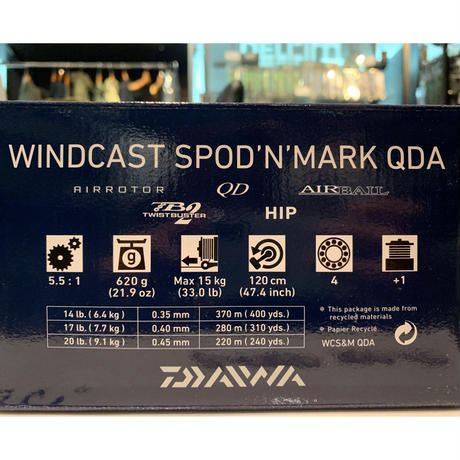 WINDCAST SPOD'N'MARK QDA
AIRROTOR QD AIRBAIL
TB2 TWISTBUSTER HIP
g
5.5 : 1 620 g (21.9 oz) Max 15 kg (33.0 lb) 120 cm (47.4 inch) 4 +1
14 lb. (6.4 kg) 0.35 mm 370 m (400 yds.)
17 lb. (7.7 kg) 0.40 mm 280 m (310 yds.)
20 lb. (9.1 kg) 0.45 mm 220 m (240 yds.)
This package is made from
recycled materials
Papier Recyclé
WCS&M QDA
DAIWA